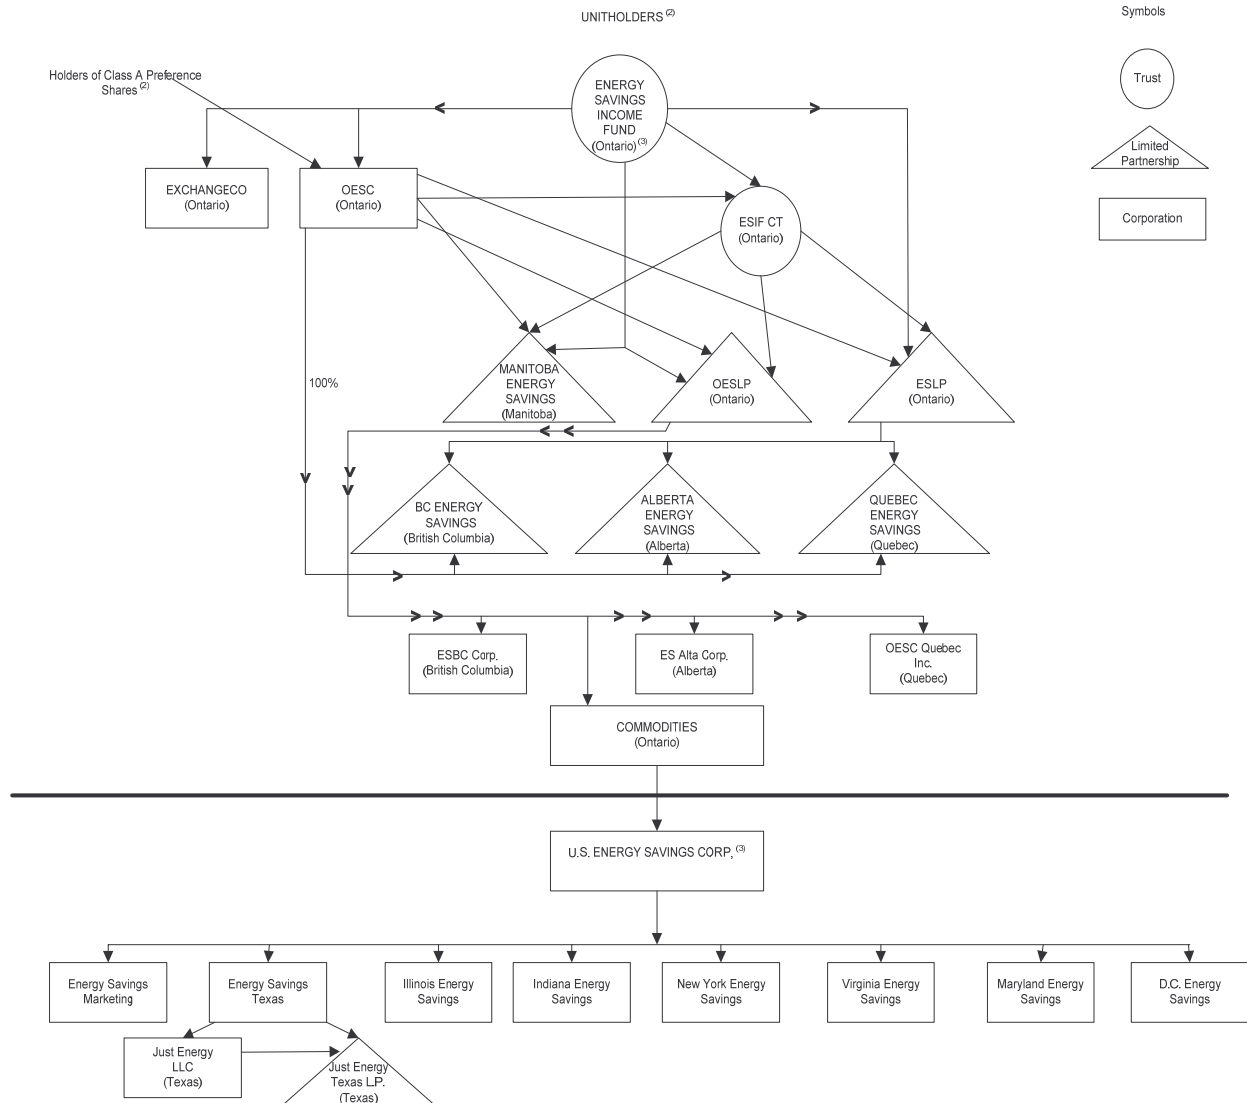 UNITHOLDERS (2)
Symbols
Holders of Class A Preference
Shares (2)
ENERGY
SAVINGS
INCOME
FUND
(Ontario) (3)
Trust
Limited
Partnership
EXCHANGECO
(Ontario)
OESC
(Ontario)
ESIF CT
(Ontario)
Corporation
100%
MANITOBA
ENERGY
SAVINGS
(Manitoba)
OESLP
(Ontario)
ESLP
(Ontario)
BC ENERGY
SAVINGS
(British Columbia)
ALBERTA
ENERGY
SAVINGS
(Alberta)
QUEBEC
ENERGY
SAVINGS
(Quebec)
ESBC Corp.
(British Columbia)
ES Alta Corp.
(Alberta)
OESC Quebec
Inc.
(Quebec)
COMMODITIES
(Ontario)
U.S. ENERGY SAVINGS CORP, (3)
Energy Savings
Marketing
Energy Savings
Texas
Illinois Energy
Savings
Indiana Energy
Savings
New York Energy
Savings
Virginia Energy
Savings
Maryland Energy
Savings
D.C. Energy
Savings
Just Energy
LLC
(Texas)
Just Energy
Texas L.P.
(Texas)